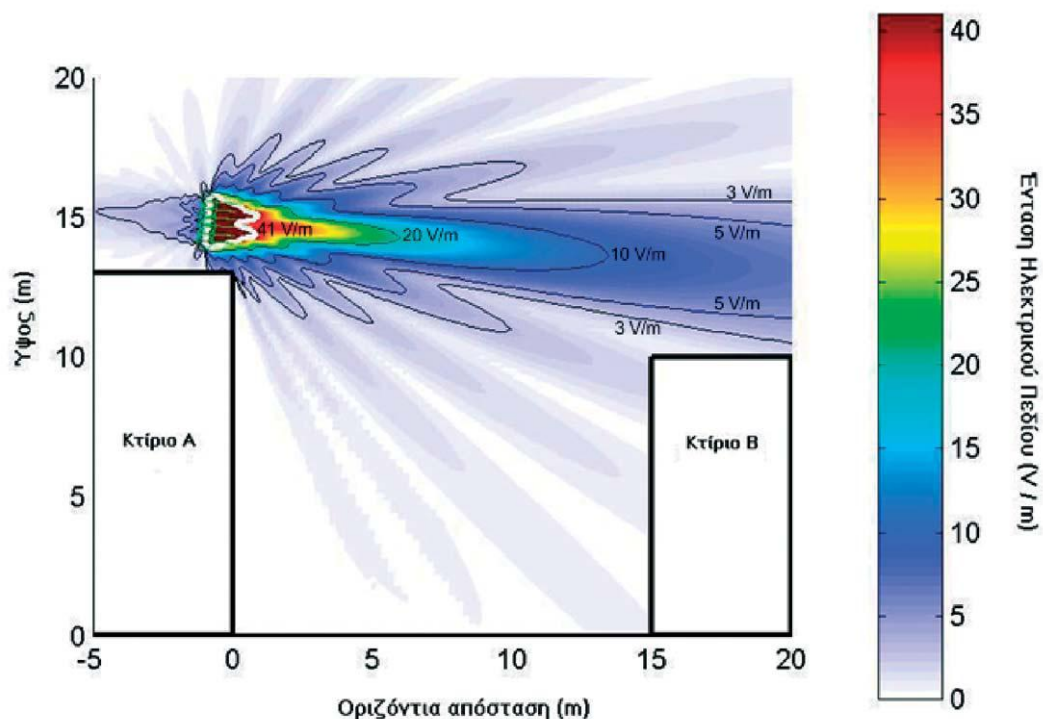 20
15
10
5
0
Ύψος (m)
-5
0
5
10
15
20
Οριζόντια απόσταση (m)
41 V/m
20 V/m
10 V/m
3 V/m
5 V/m
5 V/m
3 V/m
Κτίριο Α
Κτίριο Β
40
35
30
25
20
15
10
5
0
Ένταση Ηλεκτρικού Πεδίου (V / m)